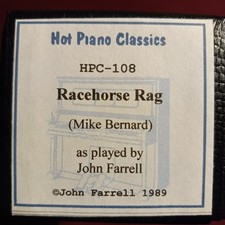 Hot Piano Classics
HPC-108
Racehorse Rag
(Mike Bernard)
as played by
John Farrell
©John Farrell 1989